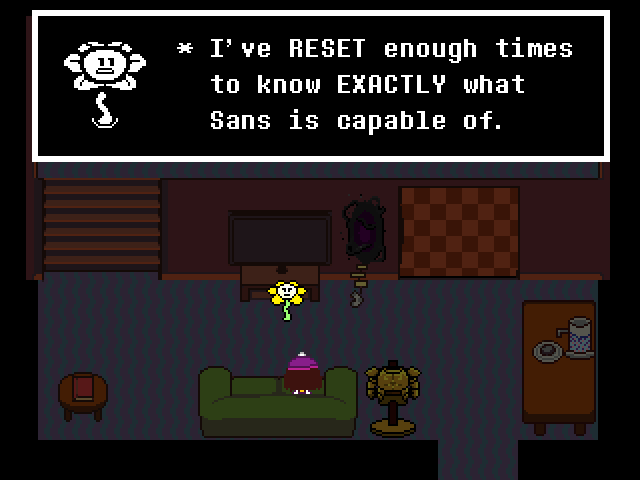 * I've RESET enough times
to know EXACTLY what
Sans is capable of.